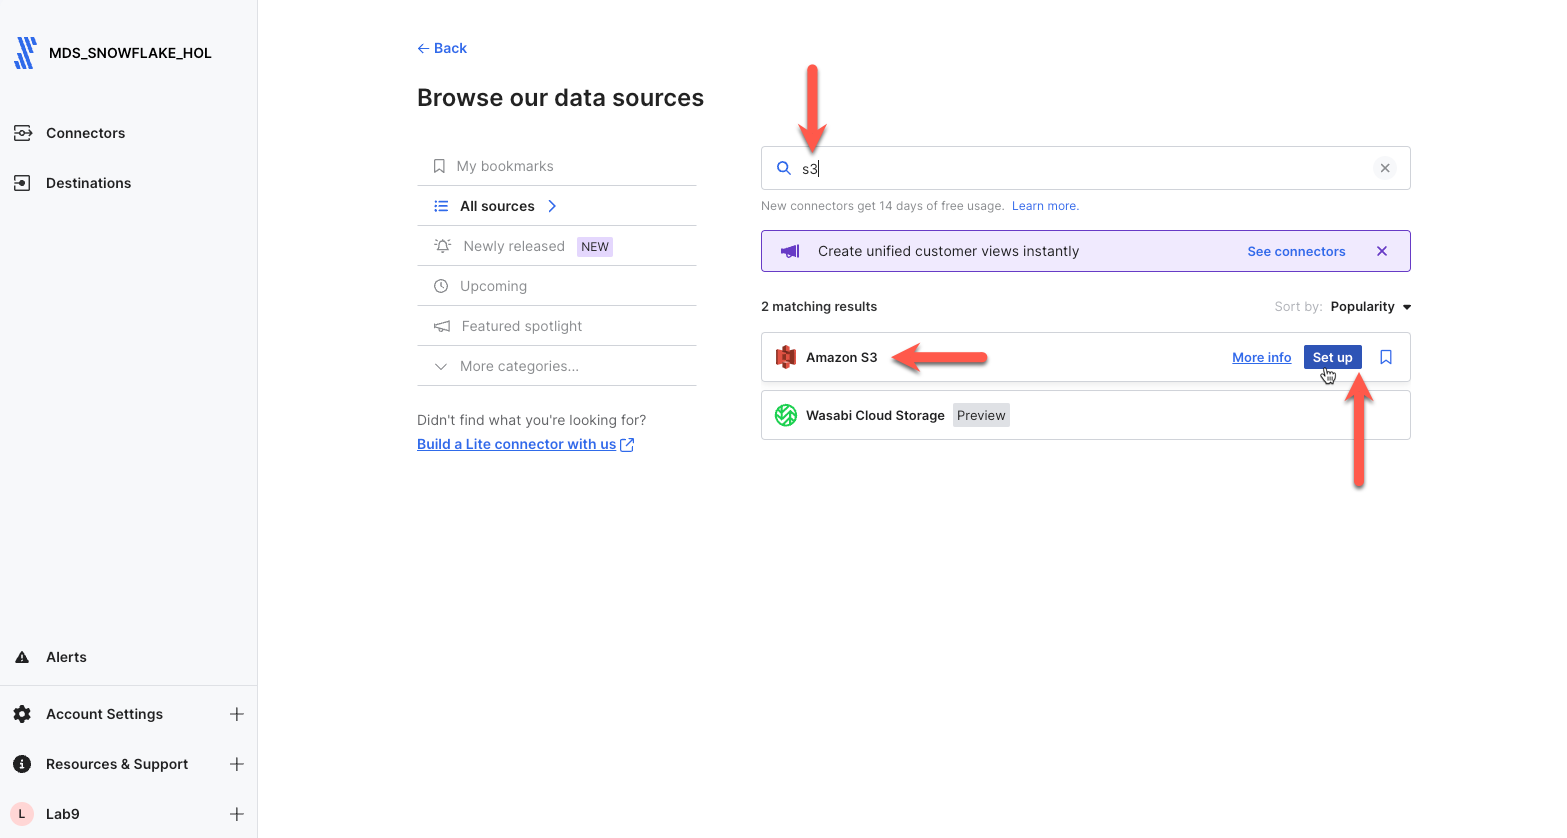 MDS_SNOWFLAKE_HOL
Connectors
Destinations
Alerts
Account Settings
Resources & Support
L Lab9
← Back
Browse our data sources
My bookmarks
All sources
Newly released NEW
Upcoming
Featured spotlight
More categories...
Didn't find what you're looking for?
Build a Lite connector with us
s3
New connectors get 14 days of free usage. Learn more.
Create unified customer views instantly See connectors
2 matching results Sort by: Popularity
Amazon S3 More info Set up
Wasabi Cloud Storage Preview